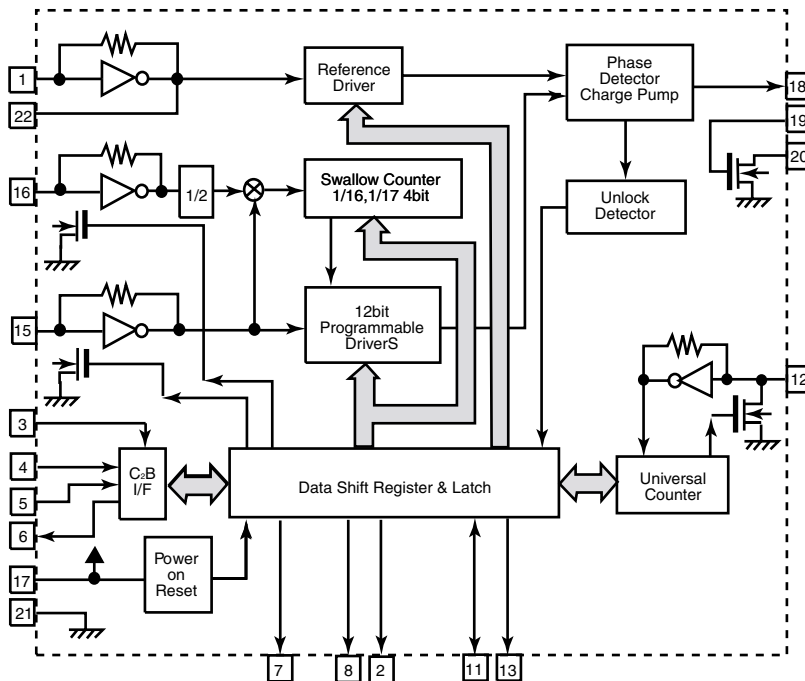 1
Reference
Driver
Phase
Detector
Charge Pump
18
22
19
20
16
1/2
Swallow Counter
1/16,1/17 4bit
Unlock
Detector
15
12bit
Programmable
DriverS
12
3
4
C₂B
I/F
5
6
Data Shift Register & Latch
Universal
Counter
17
Power
on
Reset
21
7
8
2
11
13